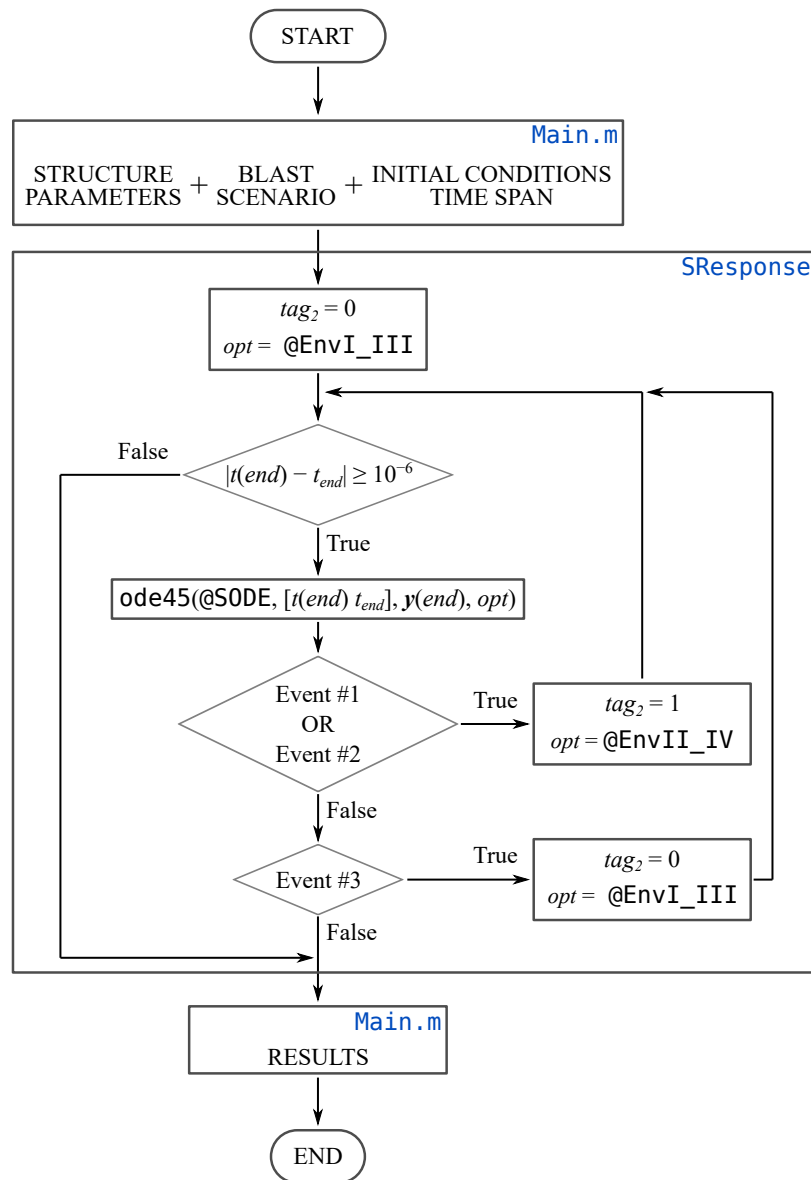 START
Main.m
STRUCTURE PARAMETERS + BLAST SCENARIO + INITIAL CONDITIONS TIME SPAN
SResponse
tag₂ = 0
opt = @EnvI_III
False
|t(end) − t_end| ≥ 10⁻⁶
True
ode45(@SODE, [t(end) t_end], y(end), opt)
Event #1
OR
Event #2
True
tag₂ = 1
opt = @EnvII_IV
False
Event #3
True
tag₂ = 0
opt = @EnvI_III
False
Main.m
RESULTS
END